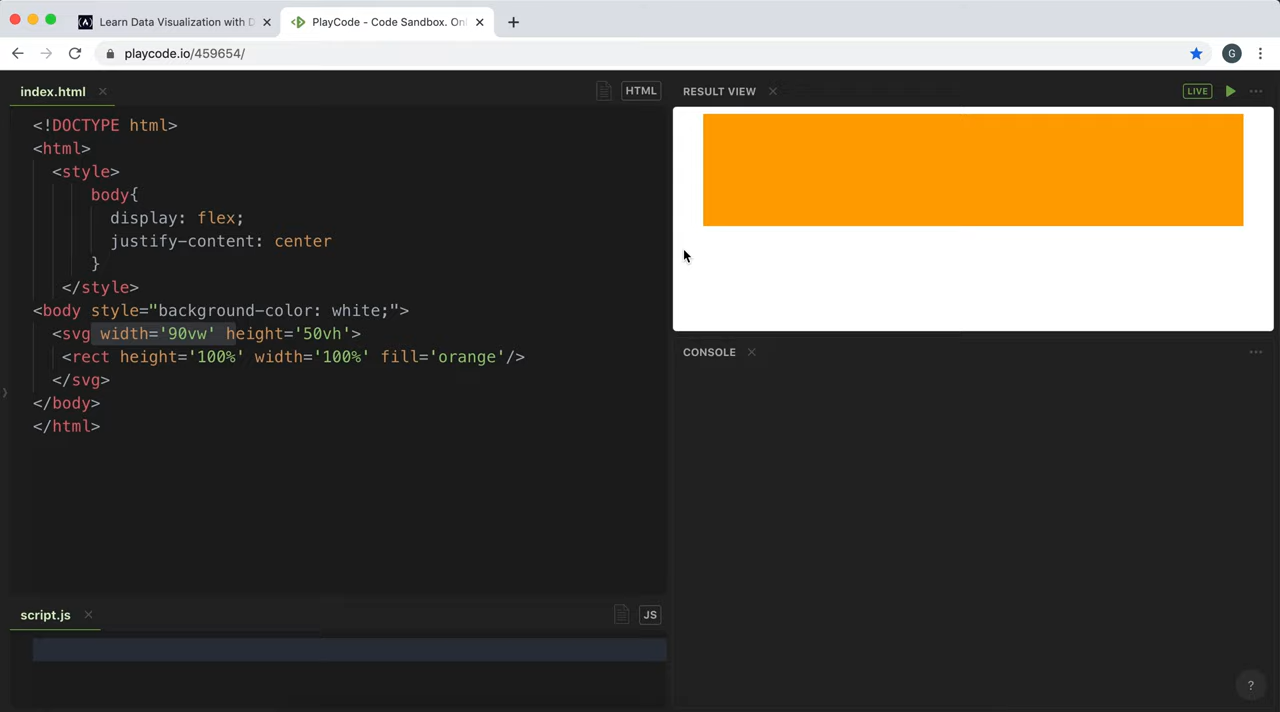 Learn Data Visualization with D
PlayCode - Code Sandbox. Onl
playcode.io/459654/
G
index.html
HTML
RESULT VIEW
LIVE
<!DOCTYPE html>
<html>
<style>
body{
display: flex;
justify-content: center
}
</style>
<body style="background-color: white;">
<svg width='90vw' height='50vh'>
<rect height='100%' width='100%' fill='orange'/>
</svg>
</body>
</html>
CONSOLE
script.js
JS
?